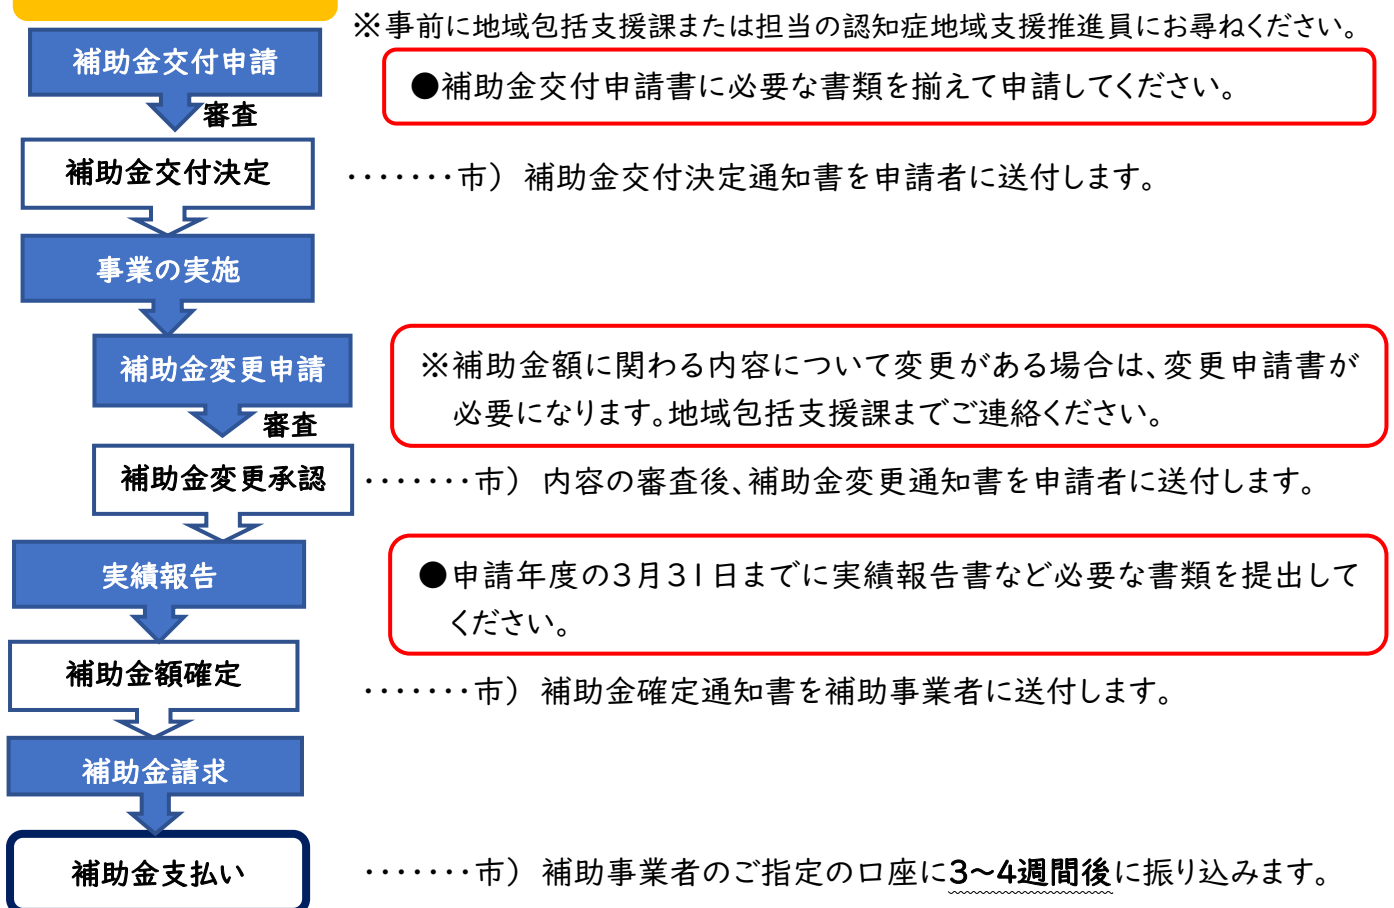 ※事前に地域包括支援課または担当の認知症地域支援推進員にお尋ねください。
補助金交付申請
●補助金交付申請書に必要な書類を揃えて申請してください。
審査
補助金交付決定
・・・・・・・市） 補助金交付決定通知書を申請者に送付します。
事業の実施
補助金変更申請
※補助金額に関わる内容について変更がある場合は、変更申請書が
必要になります。地域包括支援課までご連絡ください。
審査
補助金変更承認
・・・・・・・市） 内容の審査後、補助金変更通知書を申請者に送付します。
実績報告
●申請年度の3月31日までに実績報告書など必要な書類を提出して
ください。
補助金額確定
・・・・・・・市） 補助金確定通知書を補助事業者に送付します。
補助金請求
補助金支払い
・・・・・・・市） 補助事業者のご指定の口座に3～4週間後に振り込みます。